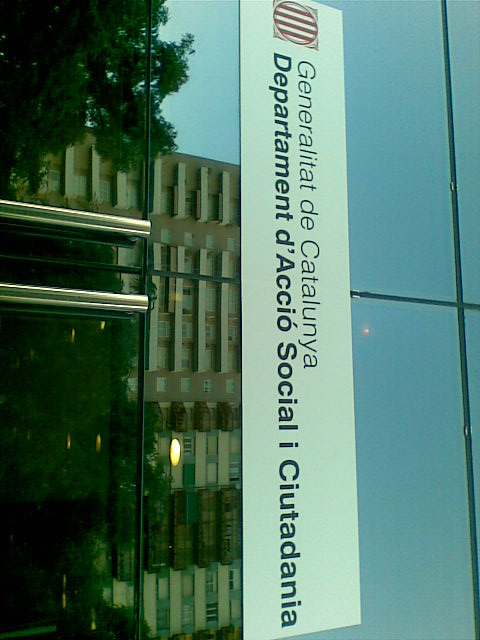 Generalitat de Catalunya
Departament d'Acció Social i Ciutadania